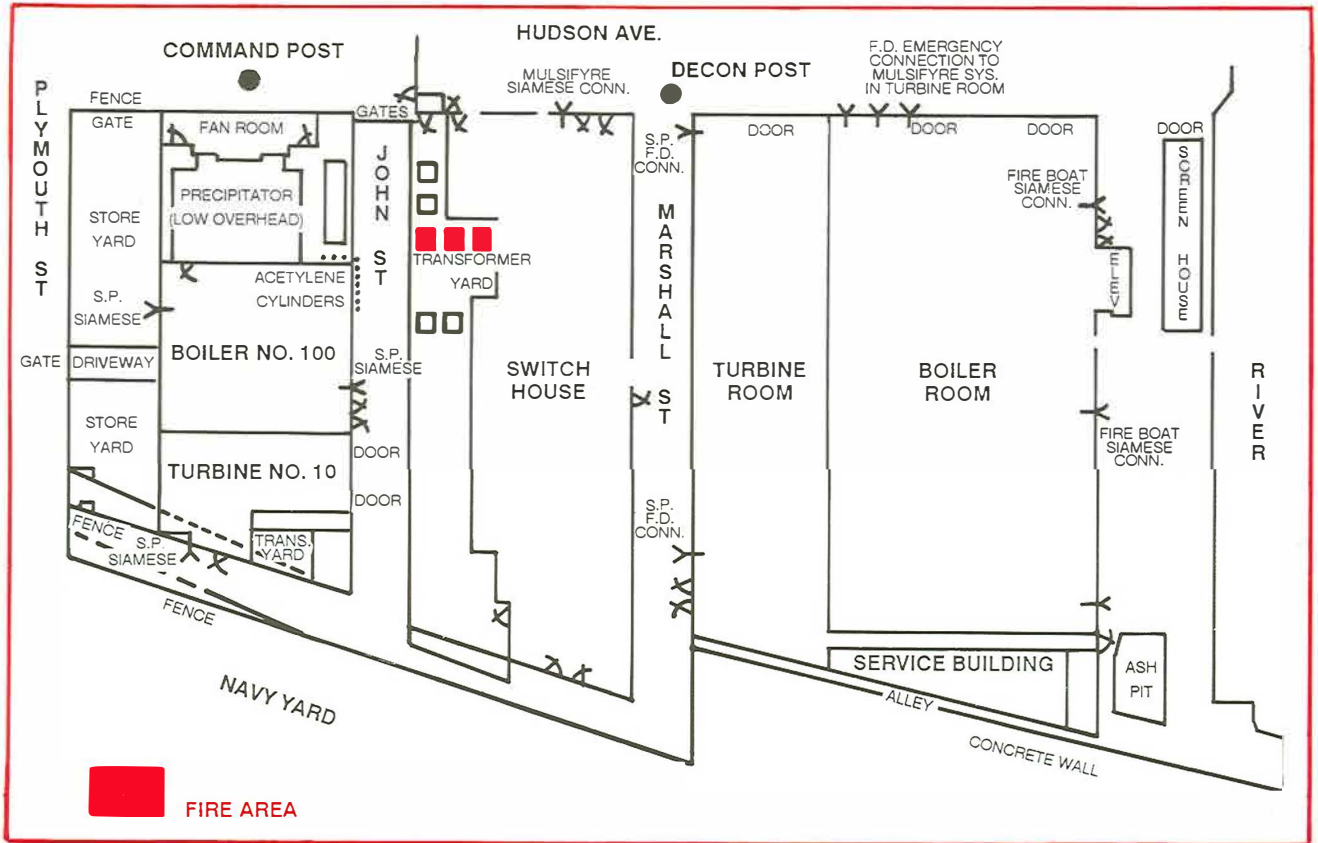 HUDSON AVE.
COMMAND POST
MULSIFYRE
SIAMESE CONN.
DECON POST
F.D. EMERGENCY
CONNECTION TO
MULSIFYRE SYS.
IN TURBINE ROOM
PLYMOUTH ST
FENCE
GATE
FAN ROOM
GATES
JOHN ST
S.P.
F.D.
CONN.
DOOR
DOOR
DOOR
DOOR
PRECIPITATOR
(LOW OVERHEAD)
STORE
YARD
TRANSFORMER
YARD
MARSHALL ST
FIRE BOAT
SIAMESE
CONN.
SCREEN HOUSE
ELEV
ACETYLENE
CYLINDERS
S.P.
SIAMESE
BOILER NO. 100
S.P.
SIAMESE
GATE
DRIVEWAY
SWITCH
HOUSE
TURBINE
ROOM
BOILER
ROOM
RIVER
STORE
YARD
FIRE BOAT
SIAMESE
CONN.
DOOR
TURBINE NO. 10
DOOR
FENCE
S.P.
SIAMESE
TRANS.
YARD
S.P.
F.D.
CONN.
FENCE
NAVY YARD
SERVICE BUILDING
ALLEY
ASH
PIT
CONCRETE WALL
FIRE AREA